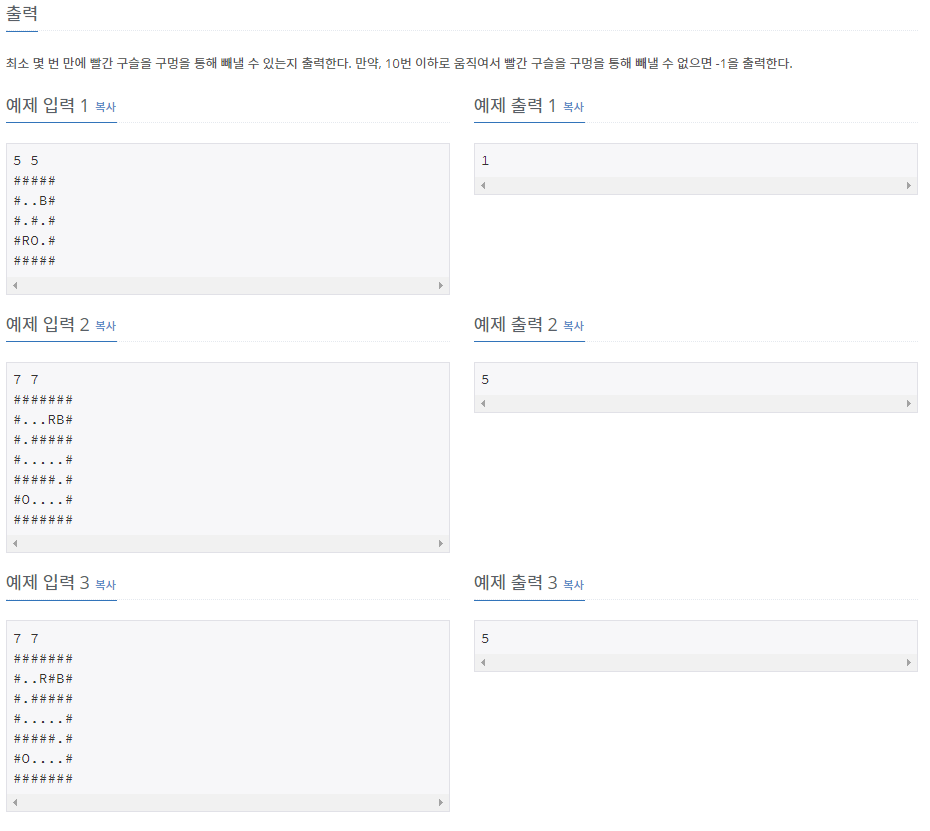 출력
최소 몇 번 만에 빨간 구슬을 구멍을 통해 빼낼 수 있는지 출력한다. 만약, 10번 이하로 움직여서 빨간 구슬을 구멍을 통해 빼낼 수 없으면 -1을 출력한다.
예제 입력 1 복사
5 5
#####
#..B#
#.#.#
#RO.#
#####
예제 출력 1 복사
1
예제 입력 2 복사
7 7
#######
#...RB#
#.#####
#.....#
#####.#
#O....#
#######
예제 출력 2 복사
5
예제 입력 3 복사
7 7
#######
#..R#B#
#.#####
#.....#
#####.#
#O....#
#######
예제 출력 3 복사
5